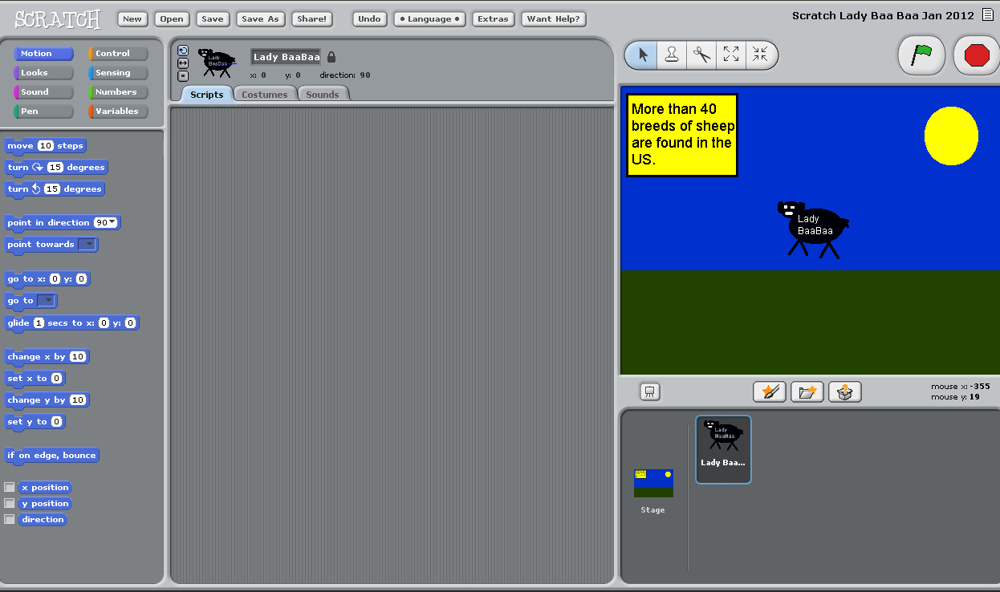 SCRATCH New Open Save Save As Share! Undo • Language • Extras Want Help? Scratch Lady Baa Baa Jan 2012
Motion Control
Looks Sensing
Sound Numbers
Pen Variables
Lady BaaBaa
Lady BaaBaa
x: 0 y: 0 direction: 90
Scripts Costumes Sounds
move 10 steps
turn 15 degrees
turn 15 degrees
point in direction 90
point towards
go to x: 0 y: 0
go to
glide 1 secs to x: 0 y: 0
change x by 10
set x to 0
change y by 10
set y to 0
if on edge, bounce
x position
y position
direction
More than 40
breeds of sheep
are found in the
US.
Lady
BaaBaa
mouse x: -355
mouse y: 19
Lady
BaaBaa
Lady Baa...
Stage